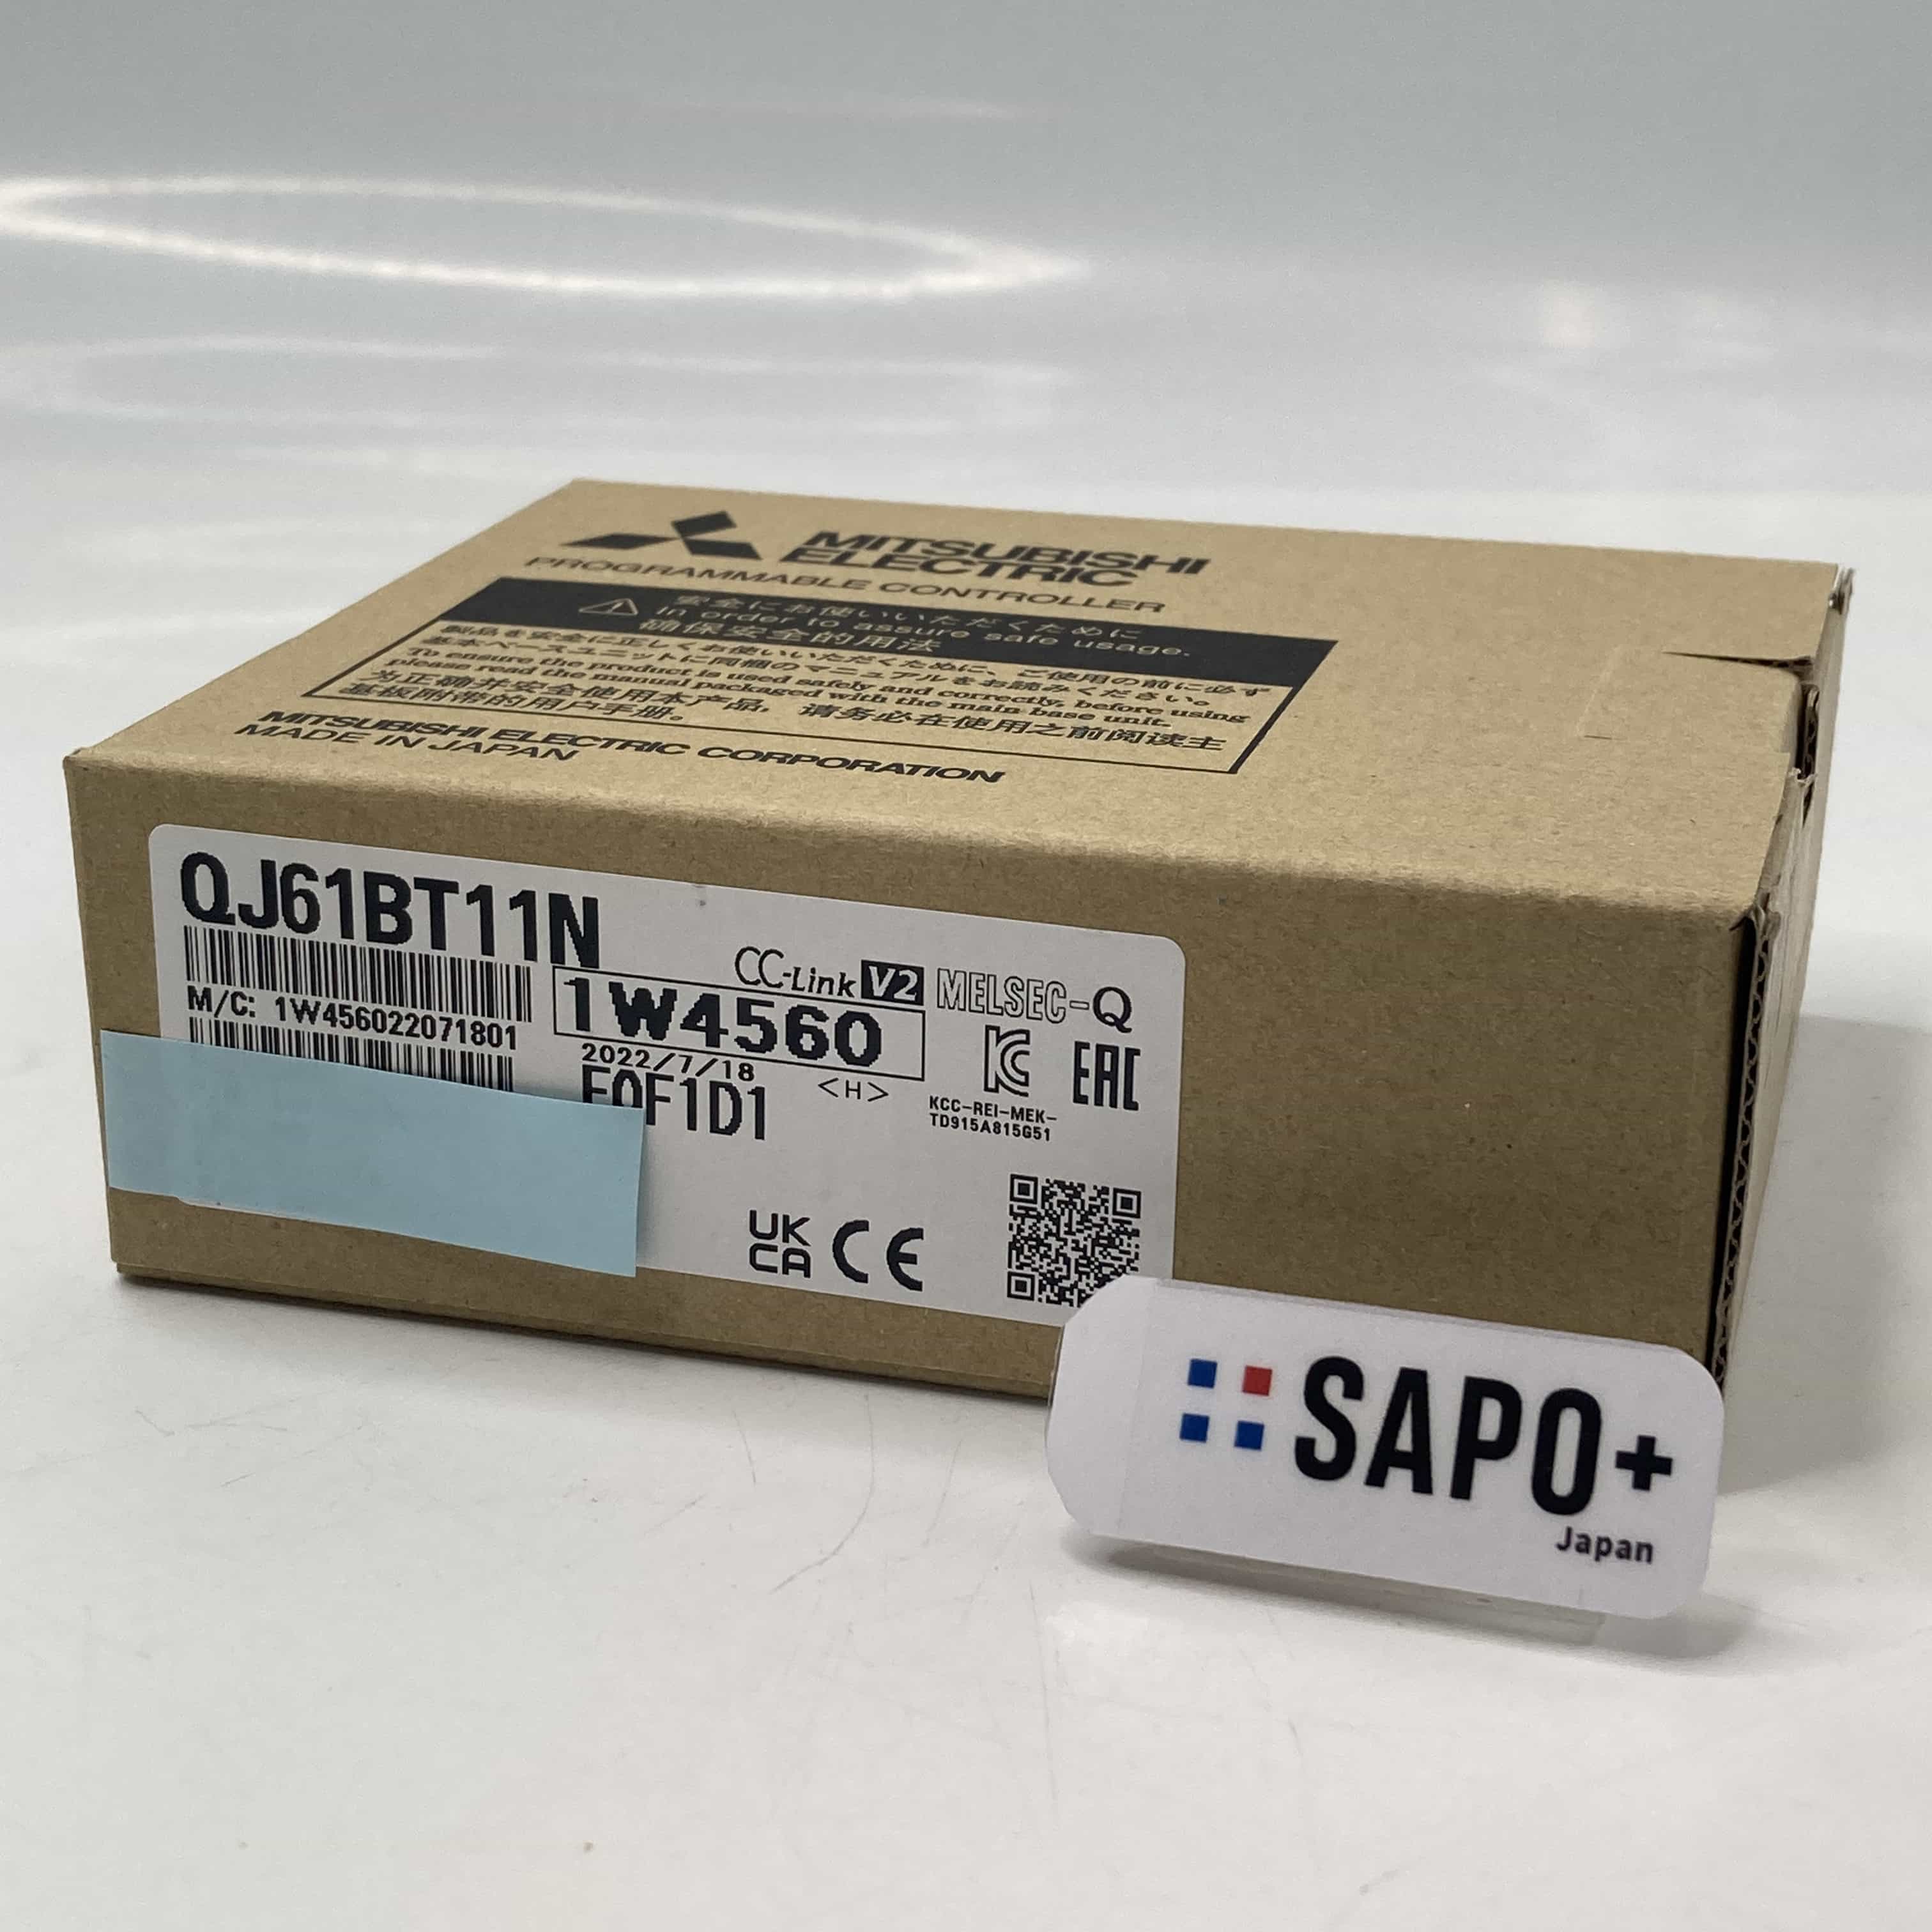 MITSUBISHI
ELECTRIC
PROGRAMMABLE CONTROLLER
安全にお使いいただくために
In order to assure safe usage.
确保安全的用法
製品を安全に正しくお使いいただくために、ご使用の前に必ず
基本ベースユニットに同梱のマニュアルをお読みください。
To ensure the product is used safely and correctly, before using
please read the manual packaged with the main base unit.
为正确并安全使用本产品，请务必在使用之前阅读主
基板附带的用户手册。
MITSUBISHI ELECTRIC CORPORATION
MADE IN JAPAN
QJ61BT11N
CC-Link V2 MELSEC-Q
M/C: 1W456022071801
1W4560
2022/7/18
<H>
F0F1D1
KCC-REI-MEK-
TD915A815G51
EAC
UK
CA CE
SAPO+
Japan